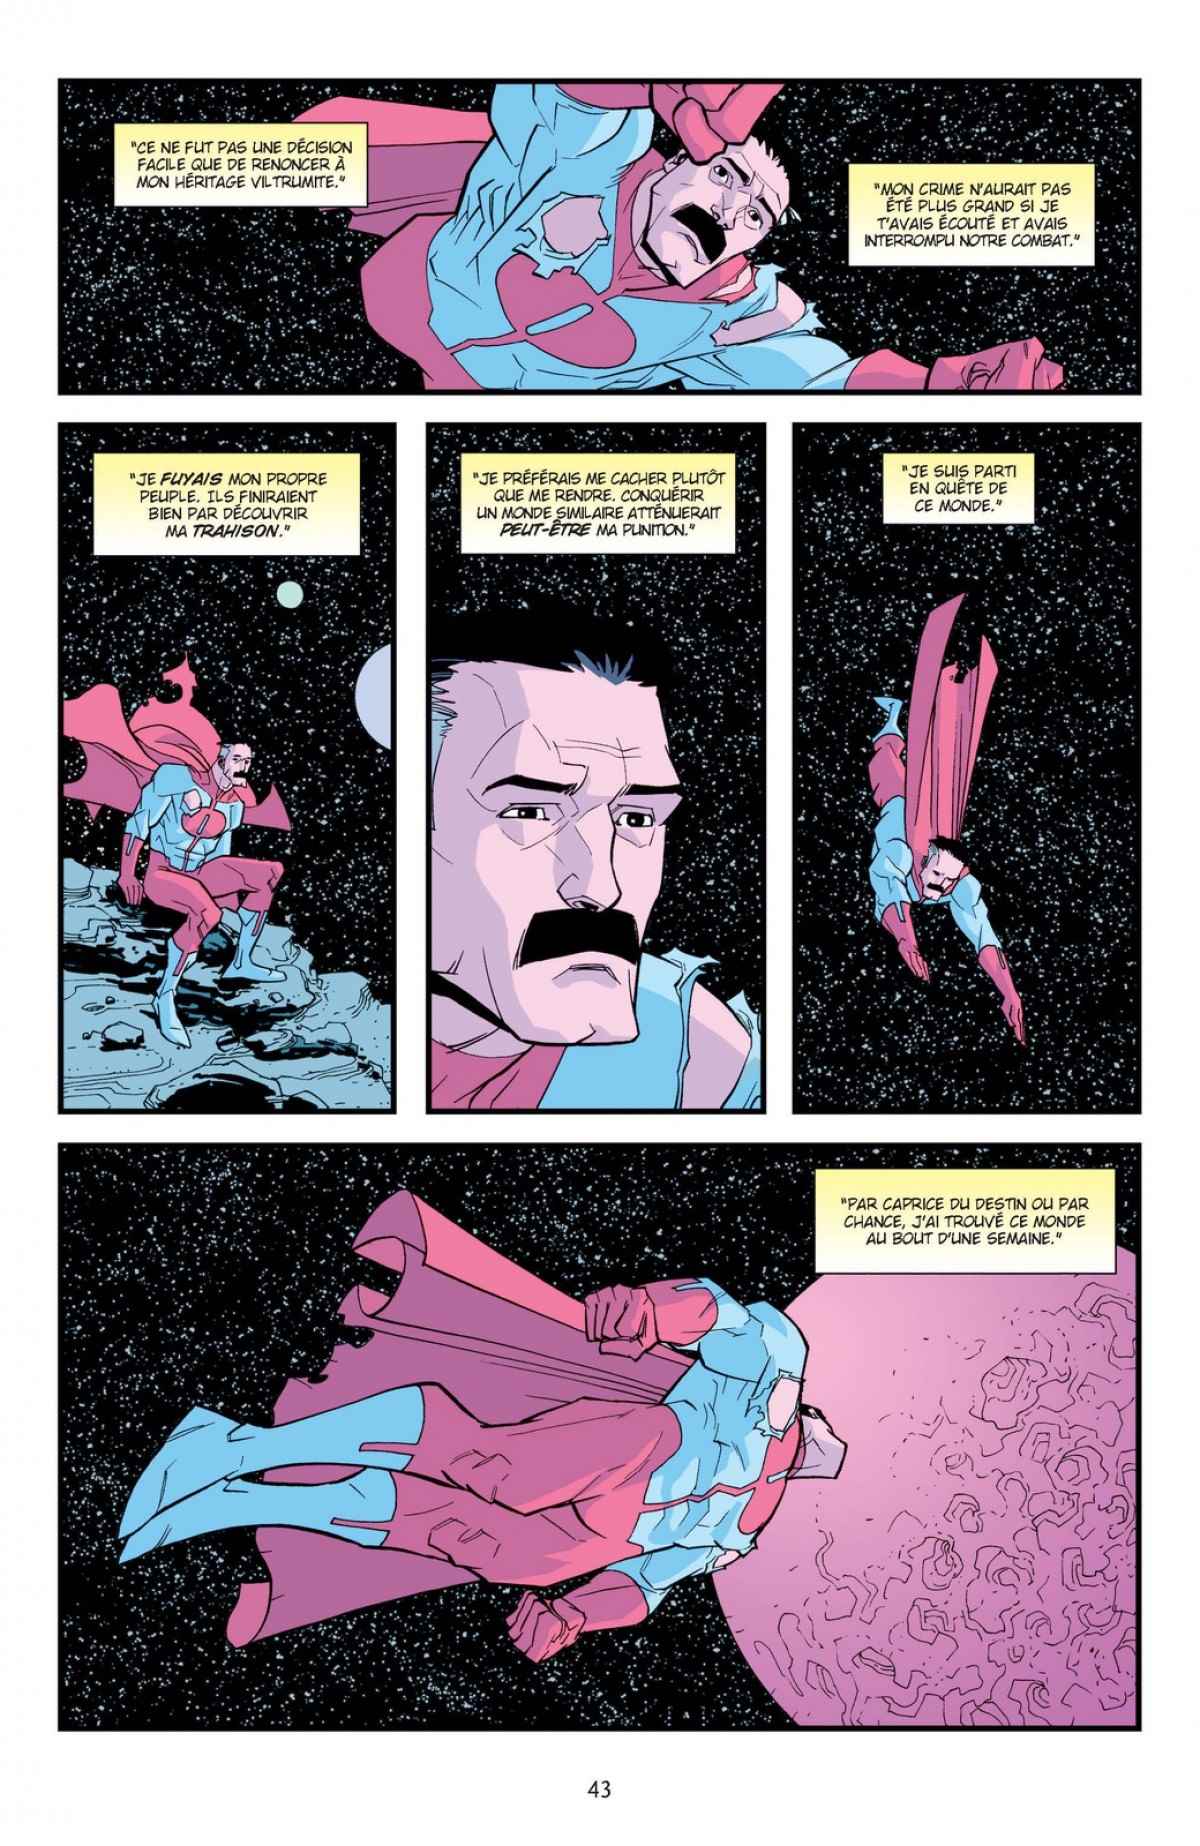 "CE NE FUT PAS UNE DÉCISION
FACILE QUE DE RENONCER À
MON HÉRITAGE VILTRUMITE."
"MON CRIME N'AURAIT PAS
ÉTÉ PLUS GRAND SI JE
T'AVAIS ÉCOUTÉ ET AVAIS
INTERROMPU NOTRE COMBAT."
"JE FUYAIS MON PROPRE
PEUPLE. ILS FINIRAIENT
BIEN PAR DÉCOUVRIR
MA TRAHISON."
"JE PRÉFÉRAIS ME CACHER PLUTÔT
QUE ME RENDRE. CONQUÉRIR
UN MONDE SIMILAIRE ATTÉNUERAIT
PEUT-ÊTRE MA PUNITION."
"JE SUIS PARTI
EN QUÊTE DE
CE MONDE."
"PAR CAPRICE DU DESTIN OU PAR
CHANCE, J'AI TROUVÉ CE MONDE
AU BOUT D'UNE SEMAINE."
43